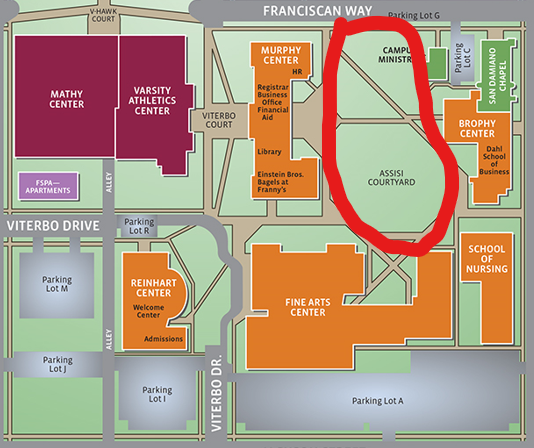 FRANCISCAN WAY
Parking Lot G
V-HAWK
COURT
MATHY
CENTER
VARSITY
ATHLETICS
CENTER
VITERBO
COURT
MURPHY
CENTER
HR
Registrar
Business
Office
Financial
Aid
Library
Einstein Bros.
Bagels at
Franny's
ASSISI
COURTYARD
Parking
Lot C
SAN DAMIANO
CHAPEL
BROPHY
CENTER
Dahl
School
of
Business
FSPA—
APARTMENTS
ALLEY
VITERBO DRIVE
Parking
Lot R
Parking
Lot M
REINHART
CENTER
Welcome
Center
Admissions
FINE ARTS
CENTER
SCHOOL
OF
NURSING
ALLEY
Parking
Lot J
Parking
Lot I
VITERBO DR.
Parking Lot A